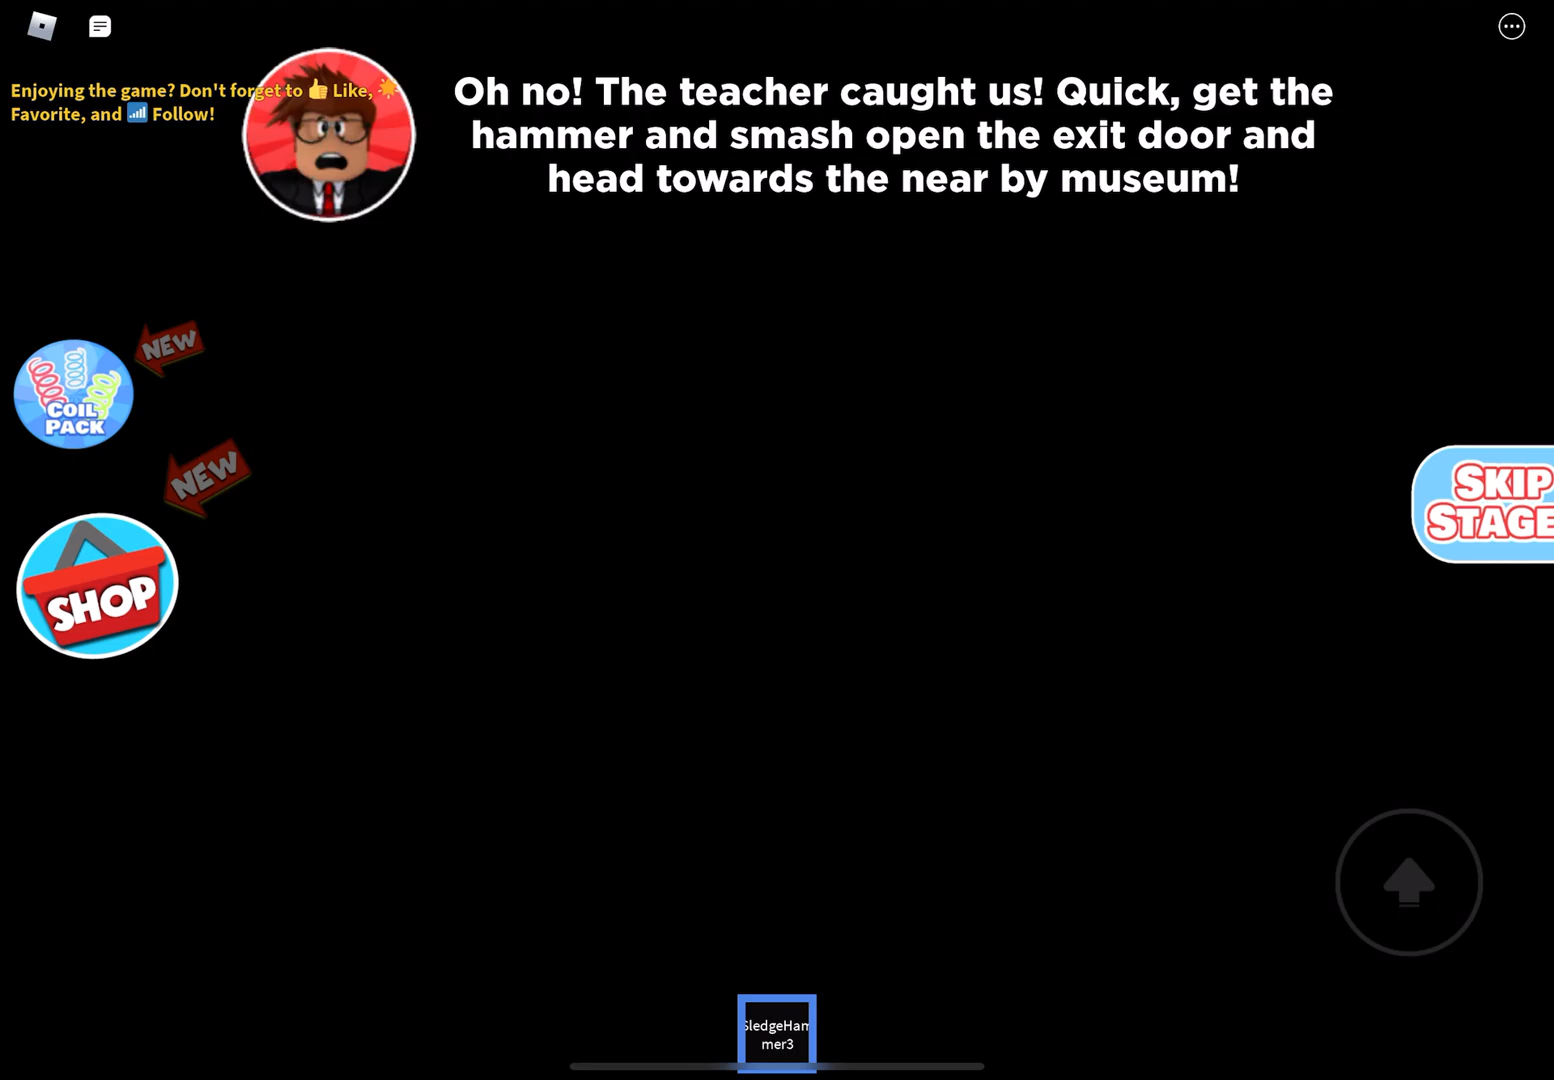 Enjoying the game? Don't forget to 👍 Like, 🌟
Favorite, and 📶 Follow!
Oh no! The teacher caught us! Quick, get the
hammer and smash open the exit door and
head towards the near by museum!
NEW
COIL
PACK
NEW
SHOP
SKIP
STAGE
SledgeHam
mer3